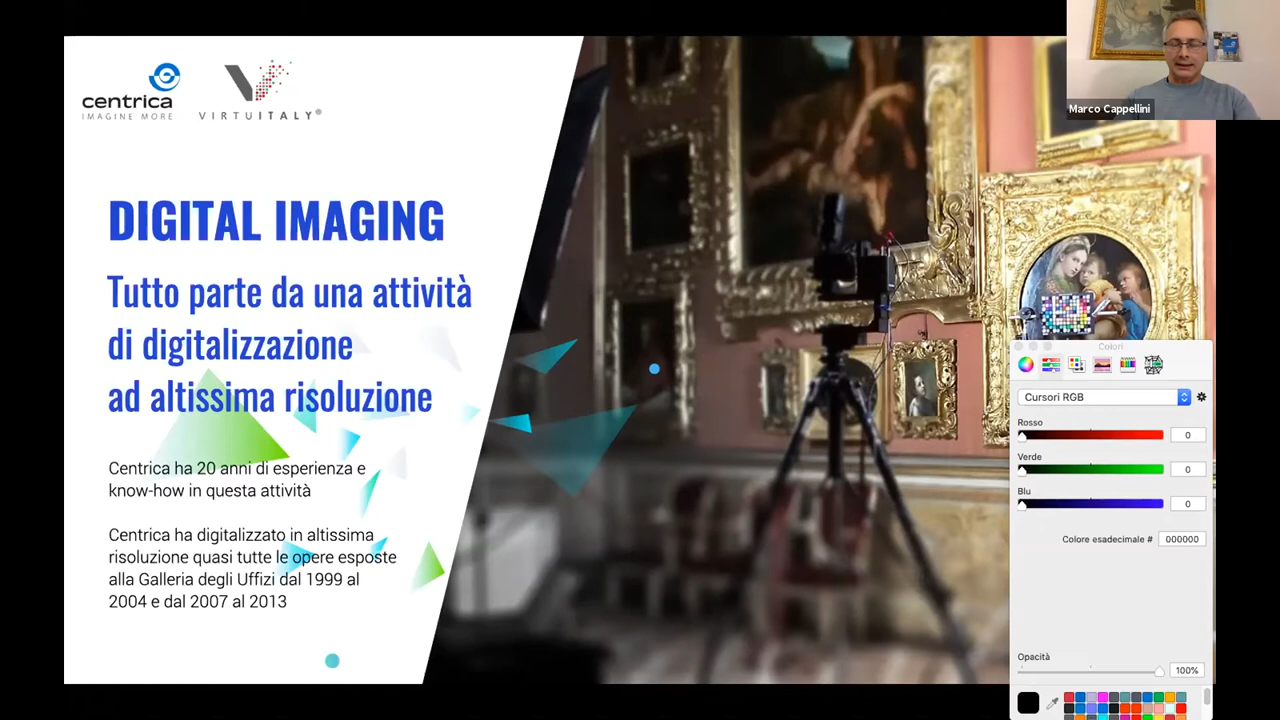 centrica
IMAGINE MORE
VIRTUITALY®
Marco Cappellini
DIGITAL IMAGING
Tutto parte da una attività
di digitalizzazione
ad altissima risoluzione
Centrica ha 20 anni di esperienza e
know-how in questa attività
Centrica ha digitalizzato in altissima
risoluzione quasi tutte le opere esposte
alla Galleria degli Uffizi dal 1999 al
2004 e dal 2007 al 2013
Colori
Cursori RGB
Rosso
0
Verde
0
Blu
0
Colore esadecimale # 000000
Opacità
100%